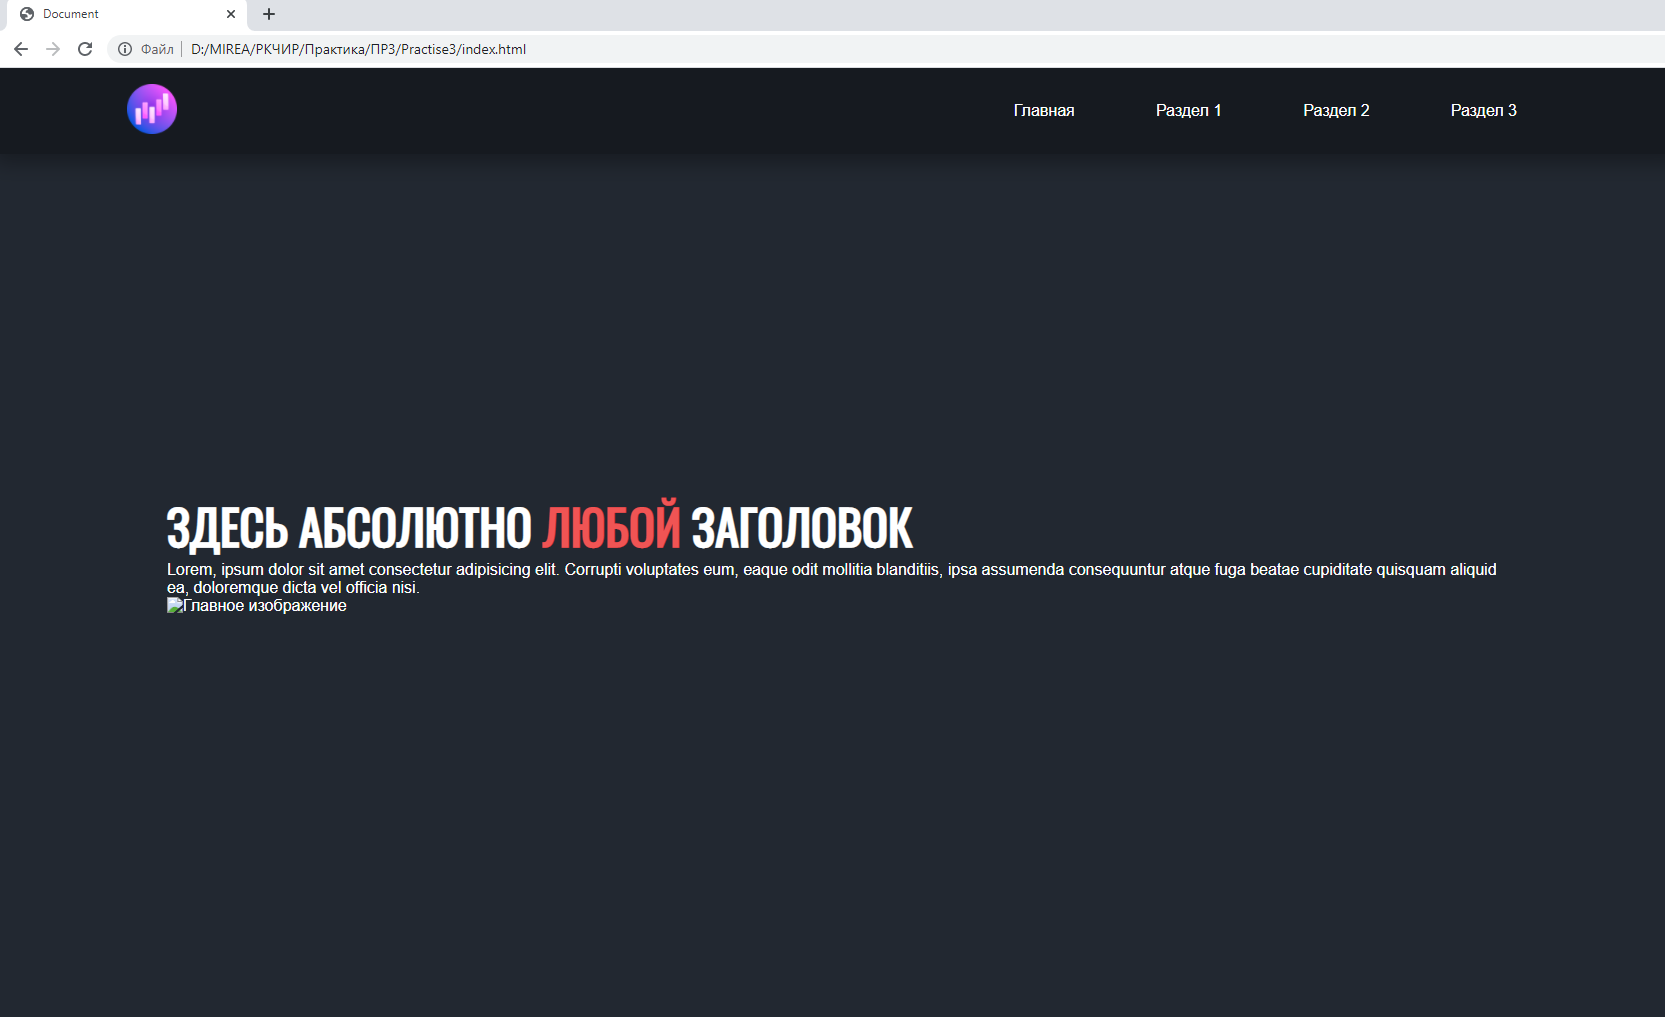 Document
Файл D:/MIREA/РКЧИР/Практика/ПР3/Practise3/index.html
Главная Раздел 1 Раздел 2 Раздел 3
ЗДЕСЬ АБСОЛЮТНО ЛЮБОЙ ЗАГОЛОВОК
Lorem, ipsum dolor sit amet consectetur adipisicing elit. Corrupti voluptates eum, eaque odit mollitia blanditiis, ipsa assumenda consequuntur atque fuga beatae cupiditate quisquam aliquid
ea, doloremque dicta vel officia nisi.
Главное изображение